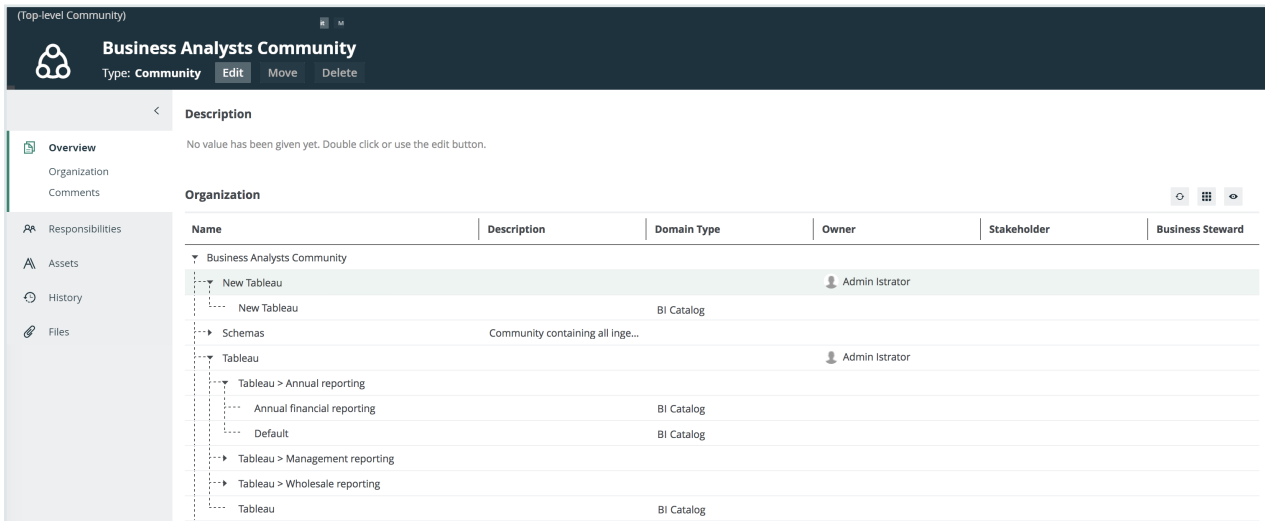 (Top-level Community)
Business Analysts Community
Type: Community Edit Move Delete
Description
Overview
No value has been given yet. Double click or use the edit button.
Organization
Comments
Organization
Responsibilities
Name Description Domain Type Owner Stakeholder Business Steward
Business Analysts Community
Assets
New Tableau Admin Istrator
History
New Tableau BI Catalog
Files
Schemas Community containing all inge...
Tableau Admin Istrator
Tableau > Annual reporting
Annual financial reporting BI Catalog
Default BI Catalog
Tableau > Management reporting
Tableau > Wholesale reporting
Tableau BI Catalog